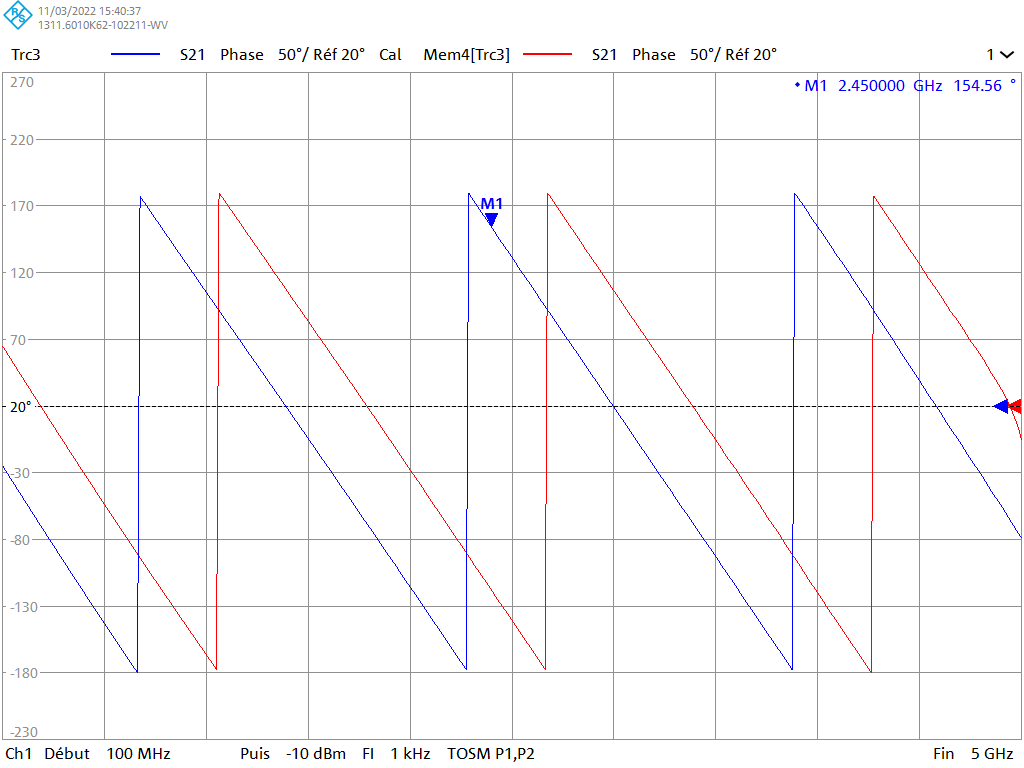 R&S
11/03/2022 15:40:37
1311.6010K62-102211-WV
Trc3 S21 Phase 50°/ Réf 20° Cal Mem4[Trc3] S21 Phase 50°/ Réf 20° 1
M1 2.450000 GHz 154.56 °
270
220
170
M1
120
70
20°
-30
-80
-130
-180
-230
Ch1 Début 100 MHz Puis -10 dBm FI 1 kHz TOSM P1,P2 Fin 5 GHz